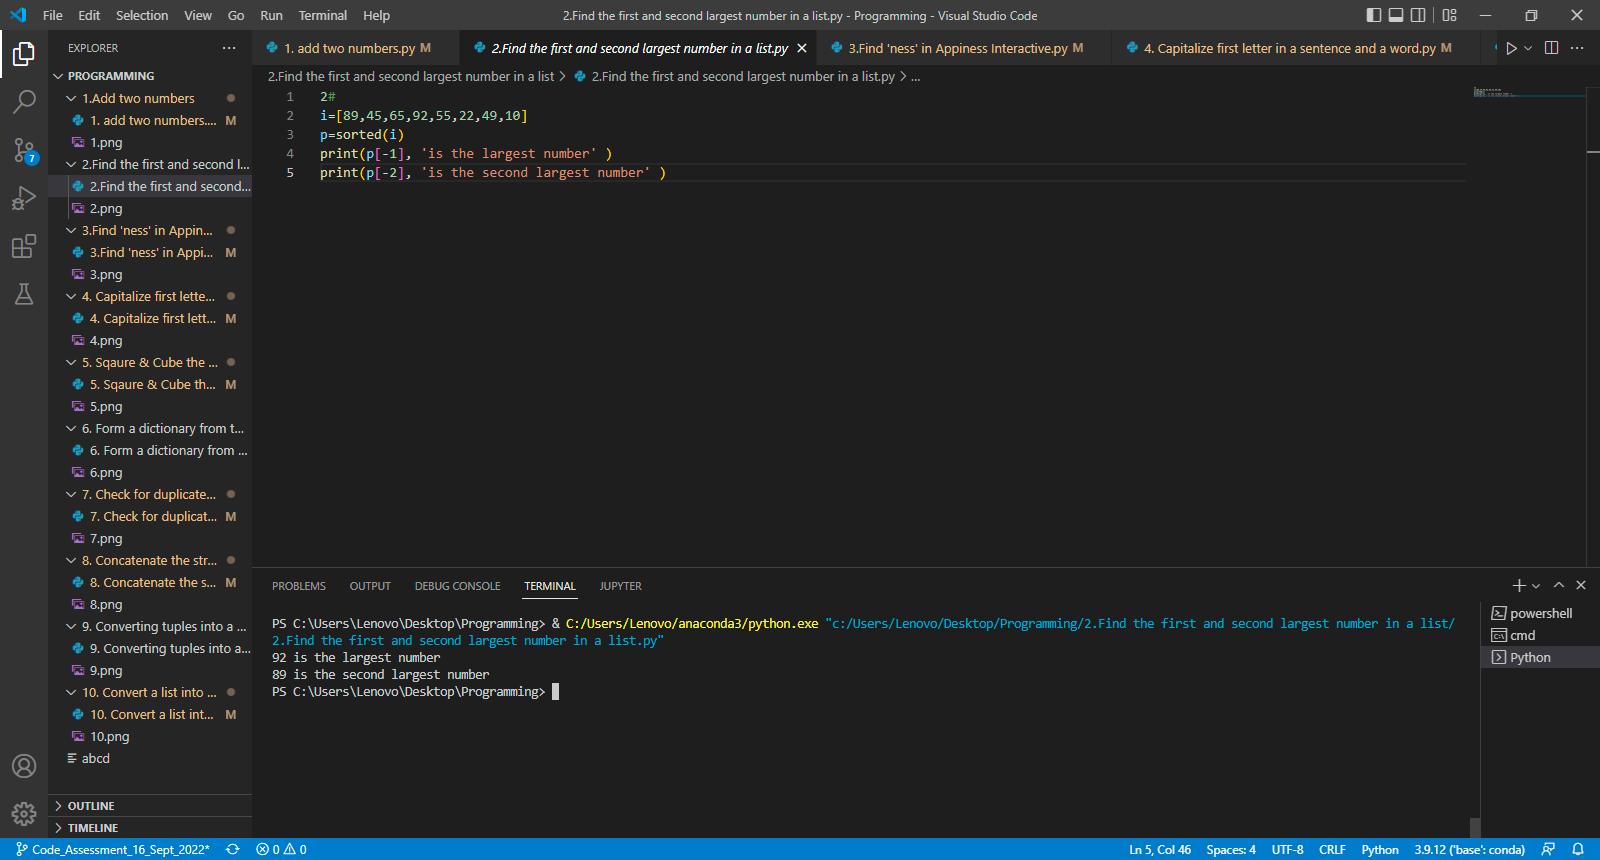 File Edit Selection View Go Run Terminal Help 2.Find the first and second largest number in a list.py - Programming - Visual Studio Code
EXPLORER
1. add two numbers.py M 2.Find the first and second largest number in a list.py 3.Find 'ness' in Appiness Interactive.py M 4. Capitalize first letter in a sentence and a word.py M
2.Find the first and second largest number in a list > 2.Find the first and second largest number in a list.py > ...
PROGRAMMING
1.Add two numbers
1. add two numbers.... M
1.png
2.Find the first and second l...
2.Find the first and second...
2.png
3.Find 'ness' in Appin...
3.Find 'ness' in Appi... M
3.png
4. Capitalize first lette...
4. Capitalize first lett... M
4.png
5. Sqaure & Cube the ...
5. Sqaure & Cube th... M
5.png
6. Form a dictionary from t...
6. Form a dictionary from ...
6.png
7. Check for duplicate...
7. Check for duplicat... M
7.png
8. Concatenate the str...
8. Concatenate the s... M
8.png
9. Converting tuples into a ...
9. Converting tuples into a...
9.png
10. Convert a list into ...
10. Convert a list int... M
10.png
abcd
OUTLINE
TIMELINE
7
1 2#
2 i=[89,45,65,92,55,22,49,10]
3 p=sorted(i)
4 print(p[-1], 'is the largest number' )
5 print(p[-2], 'is the second largest number' )
PROBLEMS OUTPUT DEBUG CONSOLE TERMINAL JUPYTER
PS C:\Users\Lenovo\Desktop\Programming> & C:/Users/Lenovo/anaconda3/python.exe "c:/Users/Lenovo/Desktop/Programming/2.Find the first and second largest number in a list/
2.Find the first and second largest number in a list.py"
92 is the largest number
89 is the second largest number
PS C:\Users\Lenovo\Desktop\Programming>
powershell
cmd
Python
Code_Assessment_16_Sept_2022* 0 0 Ln 5, Col 46 Spaces: 4 UTF-8 CRLF Python 3.9.12 ('base': conda)